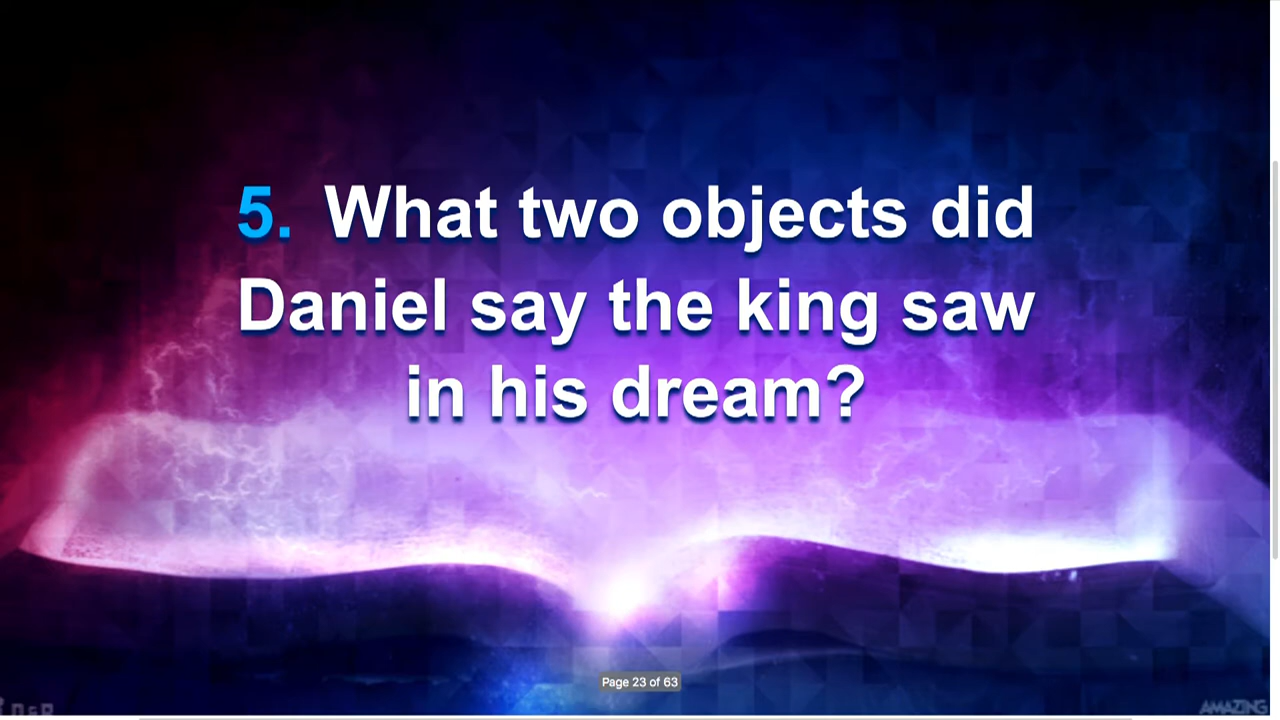 5. What two objects did
Daniel say the king saw
in his dream?
Page 23 of 63
AMAZING